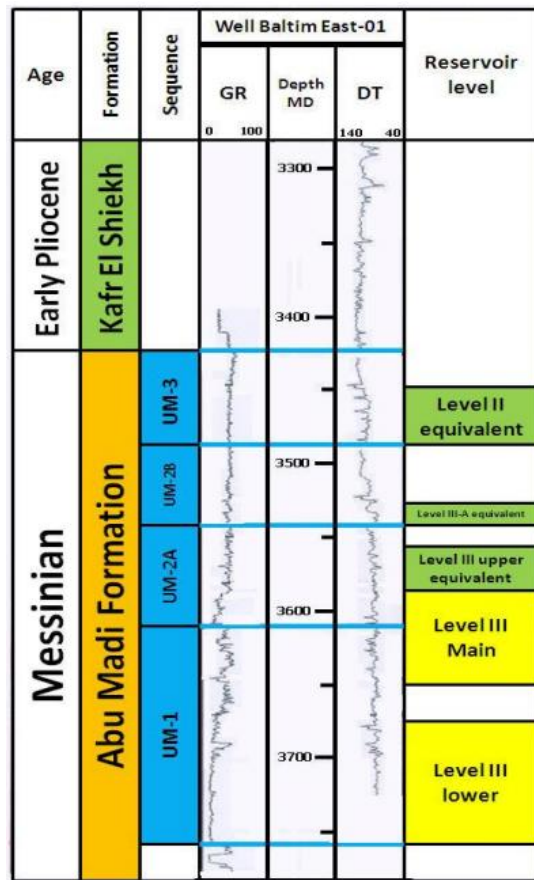 Well Baltim East-01
Age
Formation
Sequence
GR
0 100
Depth
MD
DT
140 40
Reservoir
level
Early Pliocene
Kafr El Shiekh
3300
3400
Messinian
Abu Madi Formation
UM-3
Level II
equivalent
UM-2B
3500
Level III-A equivalent
UM-2A
Level III upper
equivalent
3600
Level III
Main
UM-1
3700
Level III
lower